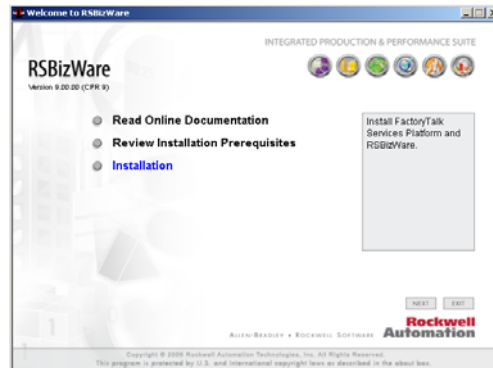 Welcome to RSBizWare
INTEGRATED PRODUCTION & PERFORMANCE SUITE
RSBizWare
Version 9.00.00 (CPR 9)
Read Online Documentation
Review Installation Prerequisites
Installation
Install FactoryTalk
Services Platform and
RSBizWare.
NEXT EXIT
Rockwell
Automation
ALLEN-BRADLEY • ROCKWELL SOFTWARE
Copyright © 2008 Rockwell Automation Technologies, Inc. All Rights Reserved.
This program is protected by U.S. and international copyright laws as described in the about box.